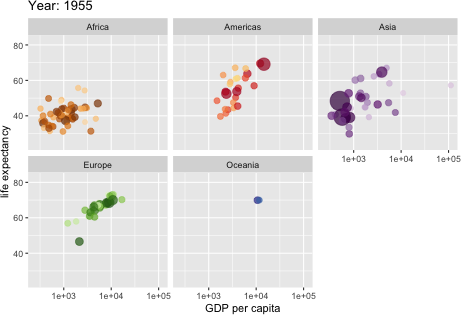 Year: 1955
Africa
Americas
Asia
80
60
40
1e+03 1e+04 1e+05
Europe
Oceania
80
60
40
1e+03 1e+04 1e+05
1e+03 1e+04 1e+05
life expectancy
GDP per capita